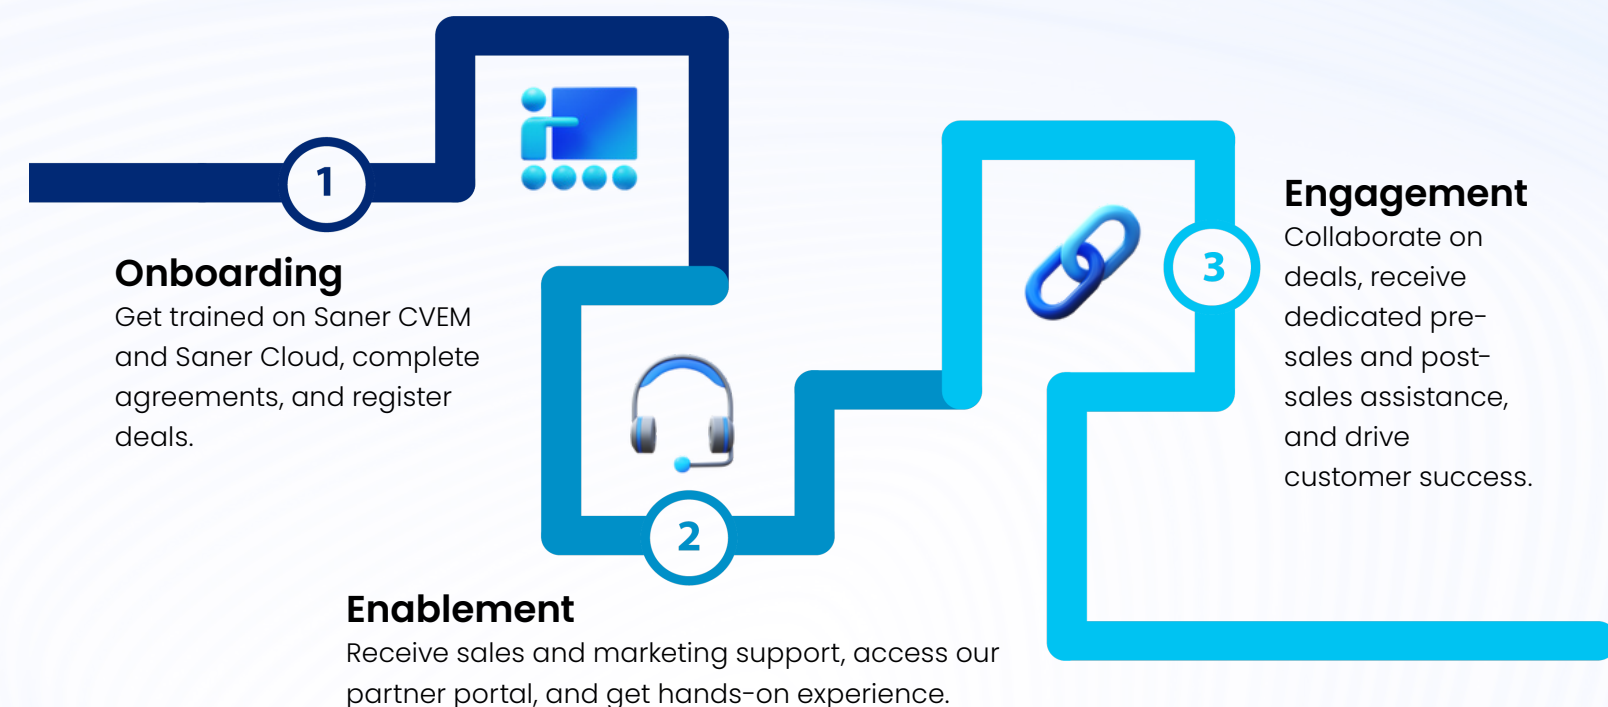 1
Onboarding
Get trained on Saner CVEM
and Saner Cloud, complete
agreements, and register
deals.
2
Enablement
Receive sales and marketing support, access our
partner portal, and get hands-on experience.
3
Engagement
Collaborate on
deals, receive
dedicated pre-
sales and post-
sales assistance,
and drive
customer success.